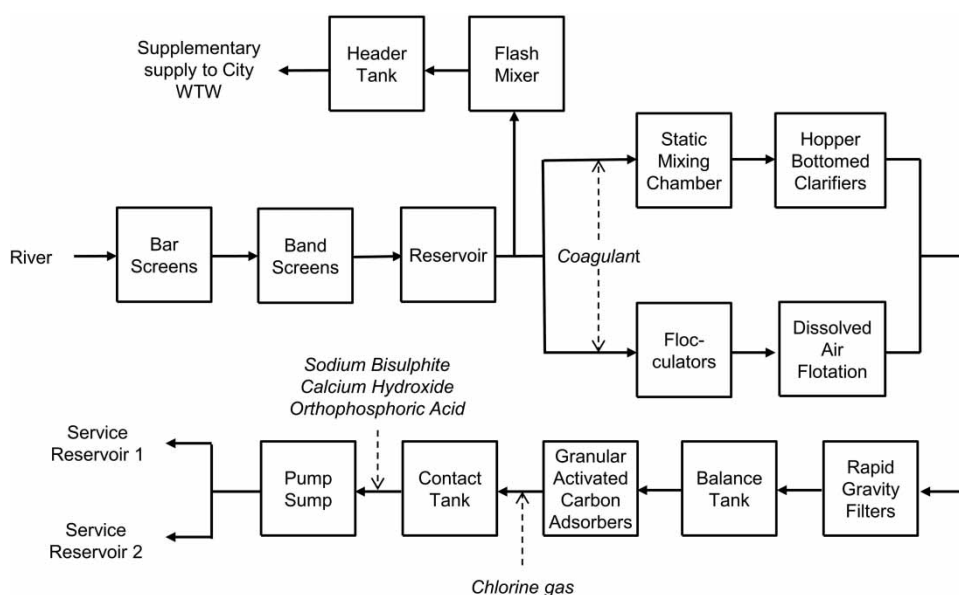 Supplementary
supply to City
WTW
Header
Tank
Flash
Mixer
Static
Mixing
Chamber
Hopper
Bottomed
Clarifiers
River
Bar
Screens
Band
Screens
Reservoir
Coagulant
Floc-
culators
Dissolved
Air
Flotation
Sodium Bisulphite
Calcium Hydroxide
Orthophosphoric Acid
Service
Reservoir 1
Service
Reservoir 2
Pump
Sump
Contact
Tank
Granular
Activated
Carbon
Adsorbers
Balance
Tank
Rapid
Gravity
Filters
Chlorine gas